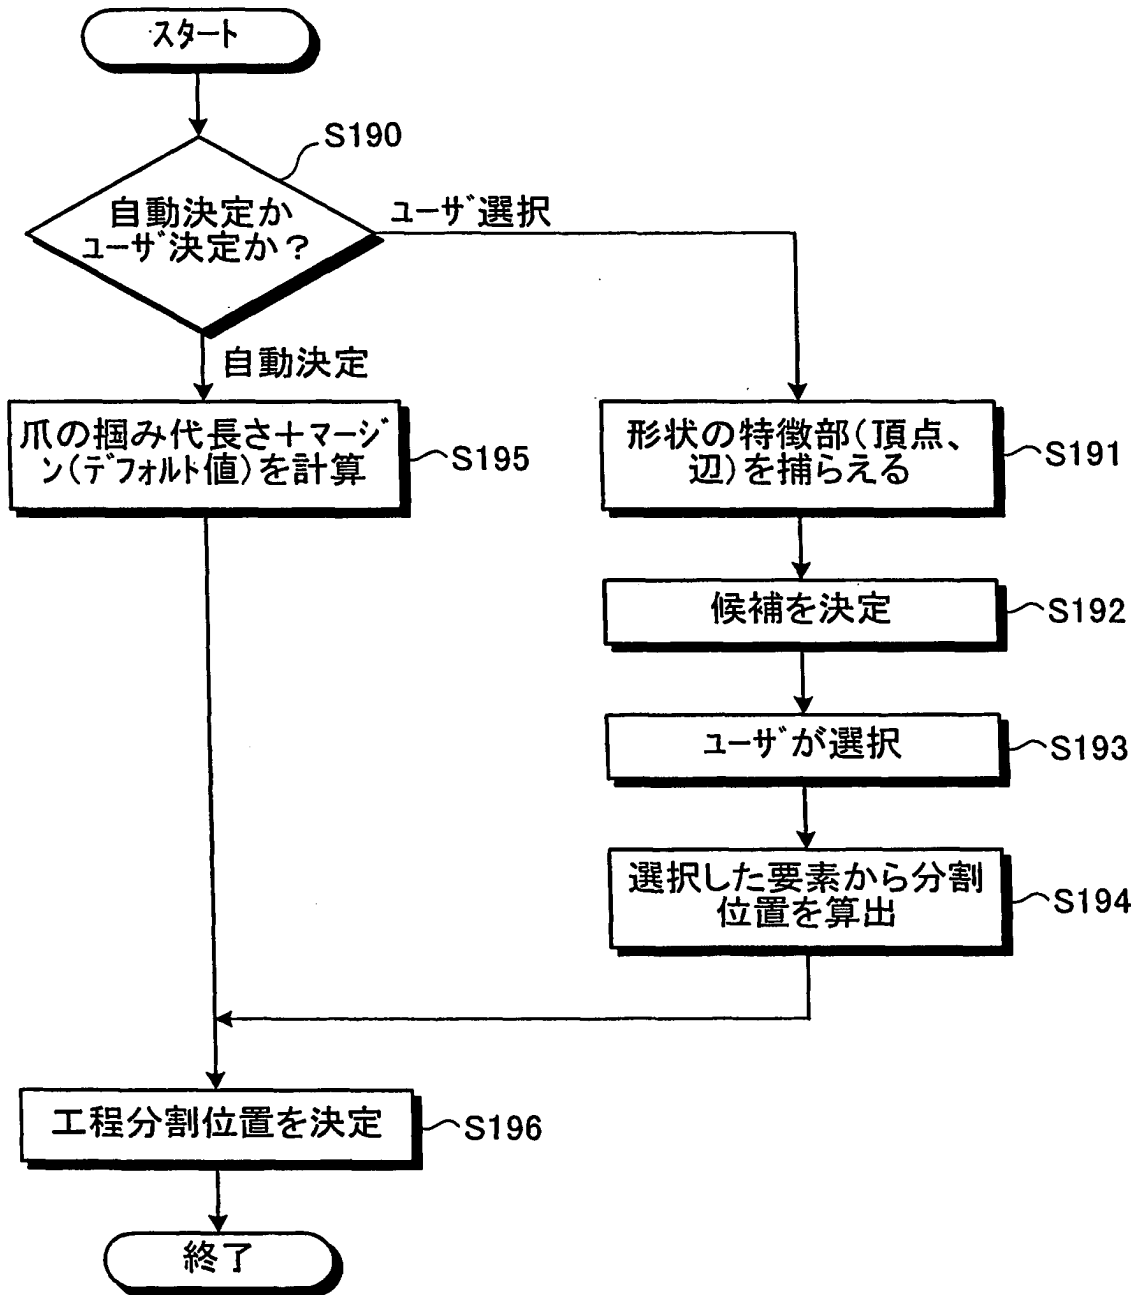 スタート
S190
自動決定か
ユーザ決定か？
ユーザ選択
自動決定
爪の掴み代長さ＋マージ
ン(デフォルト値)を計算
S195
形状の特徴部(頂点、
辺)を捕らえる
S191
候補を決定
S192
ユーザが選択
S193
選択した要素から分割
位置を算出
S194
工程分割位置を決定
S196
終了